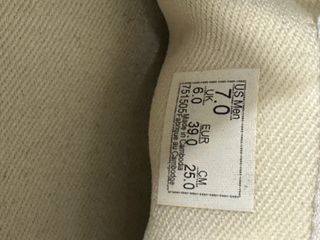 US Men
7.0
UK EUR CM
6.0 39.0 25.0
751505
Made in Cambodia
Fabriqué au Cambodge